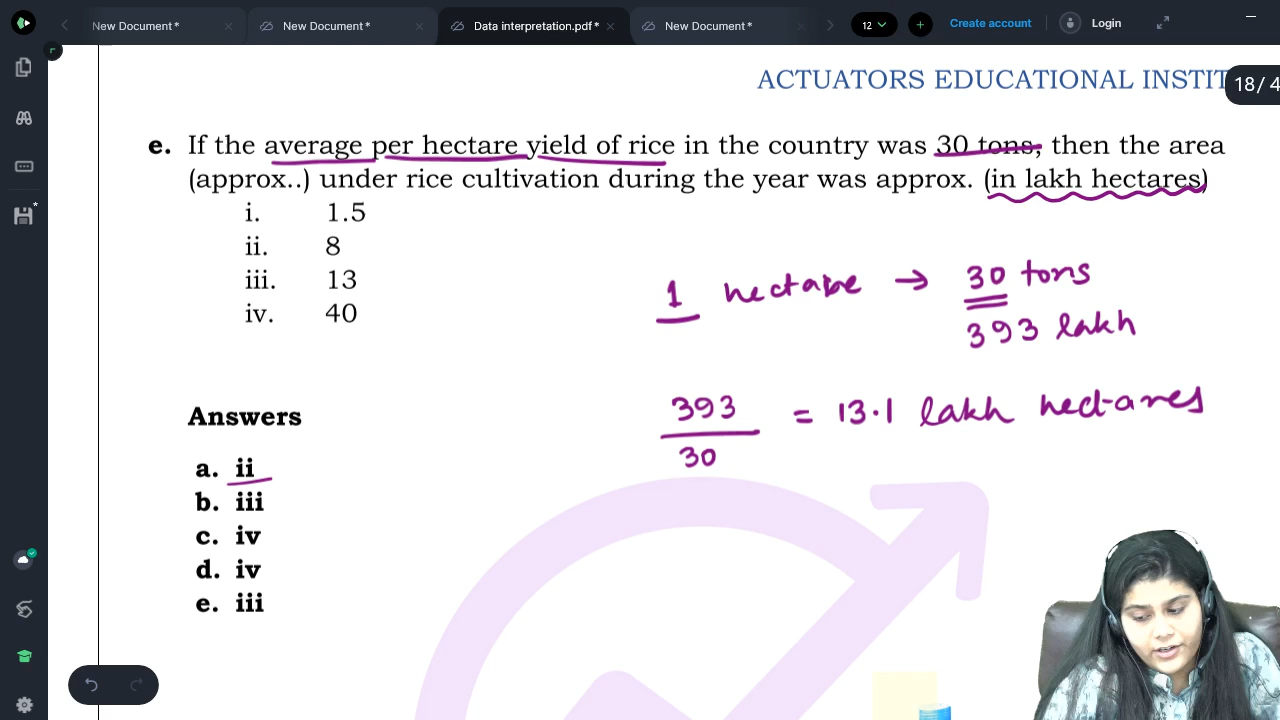 New Document*
New Document*
Data interpretation.pdf*
New Document*
12
Create account
Login
ACTUATORS EDUCATIONAL INSTIT
18/ 4
e. If the average per hectare yield of rice in the country was 30 tons, then the area
(approx..) under rice cultivation during the year was approx. (in lakh hectares)
i. 1.5
ii. 8
iii. 13
iv. 40
1 hectare → 30 tons
393 lakh
393
30
= 13.1 lakh hectares
Answers
a. ii
b. iii
c. iv
d. iv
e. iii